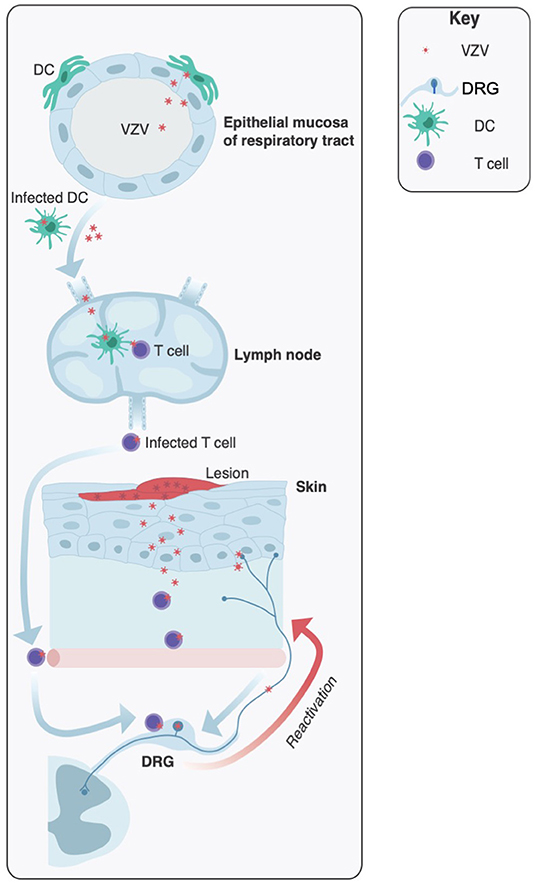 DC
VZV
Epithelial mucosa
of respiratory tract
Infected DC
T cell
Lymph node
Infected T cell
Lesion
Skin
Reactivation
DRG
Key
VZV
DRG
DC
T cell